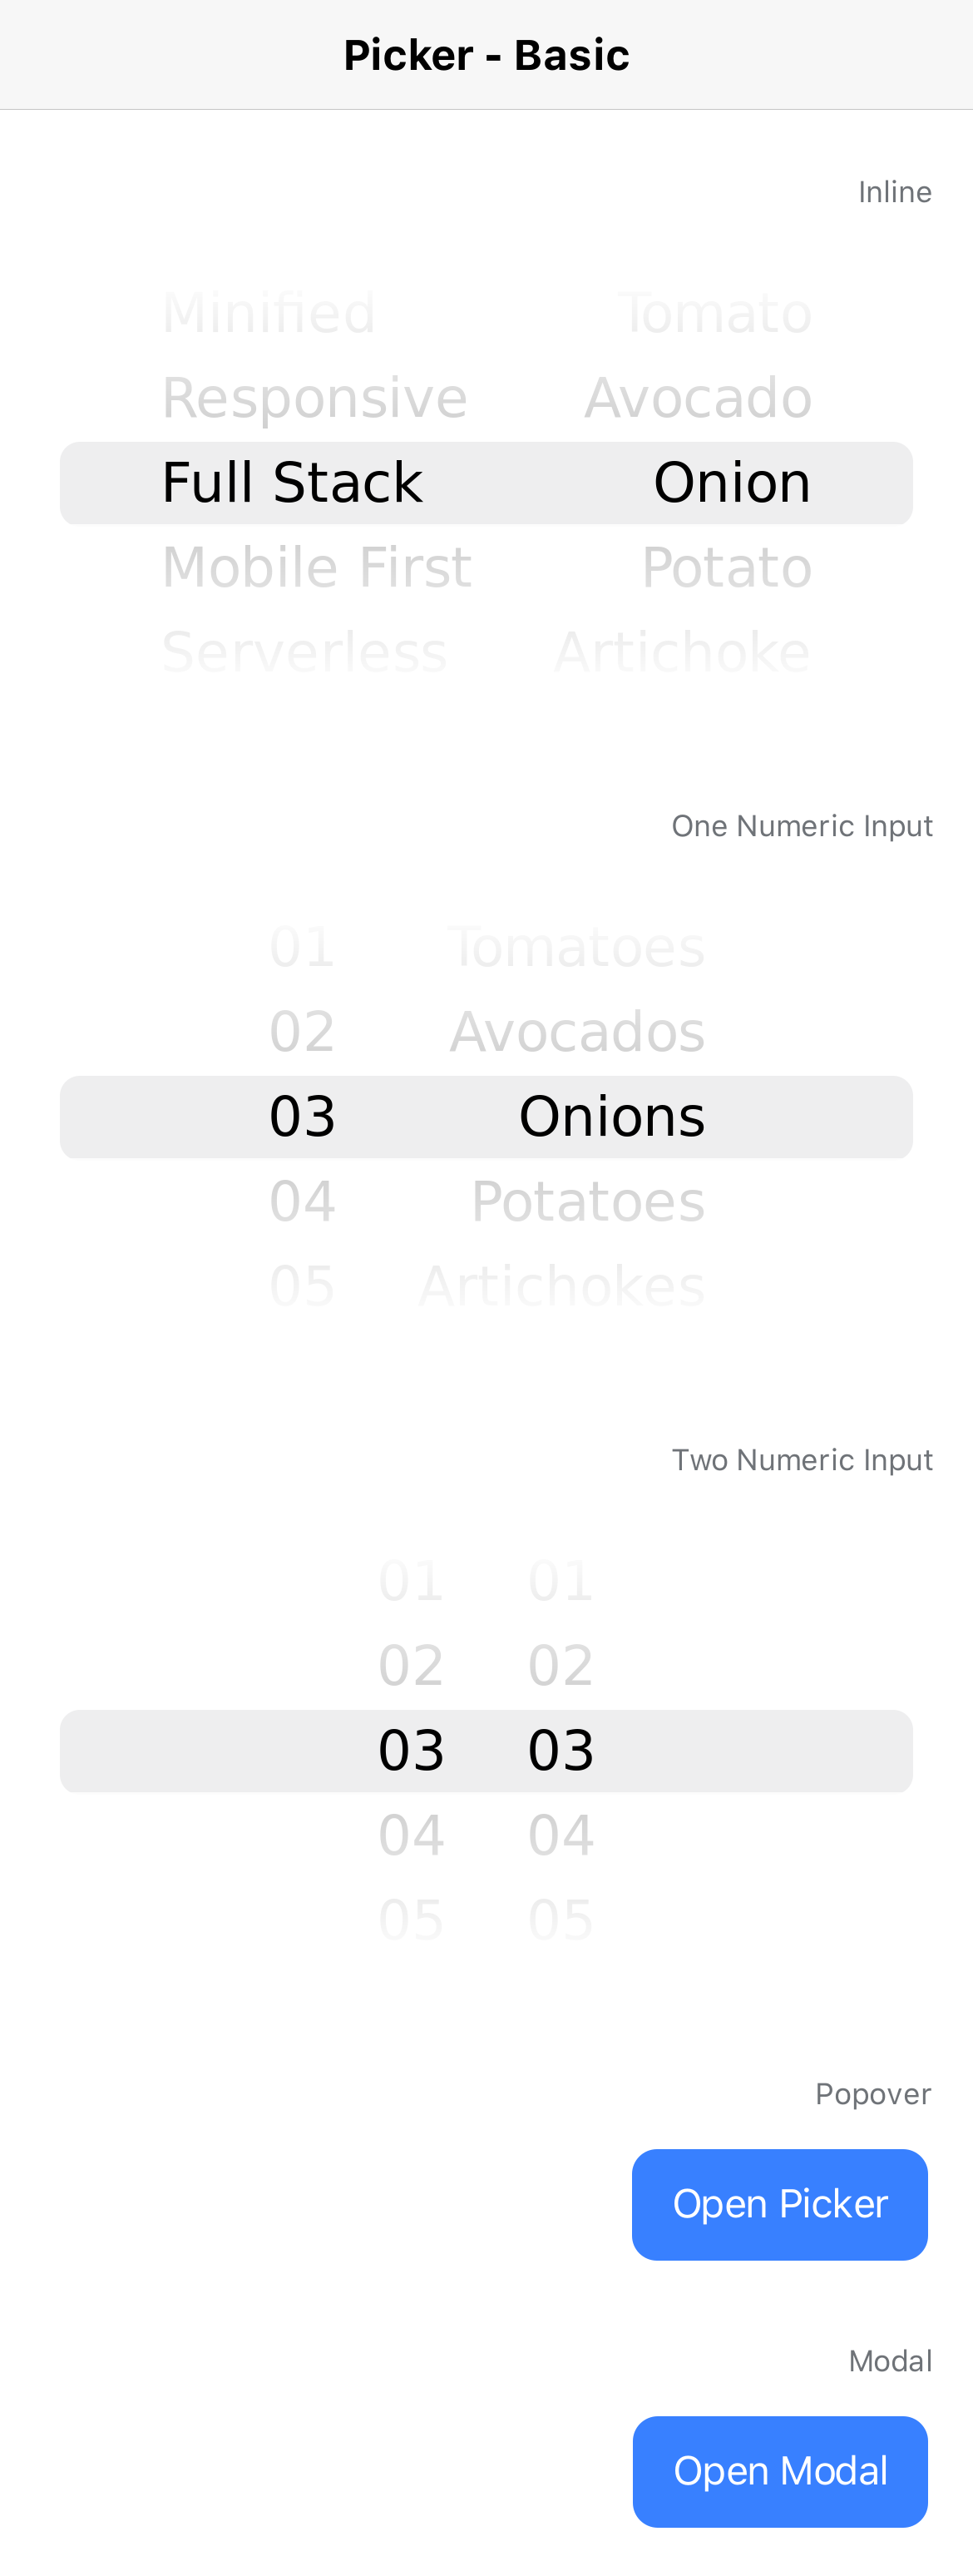 Picker - Basic
Inline
Minified Tomato
Responsive Avocado
Full Stack Onion
Mobile First Potato
Serverless Artichoke
One Numeric Input
01 Tomatoes
02 Avocados
03 Onions
04 Potatoes
05 Artichokes
Two Numeric Input
01 01
02 02
03 03
04 04
05 05
Popover
Open Picker
Modal
Open Modal